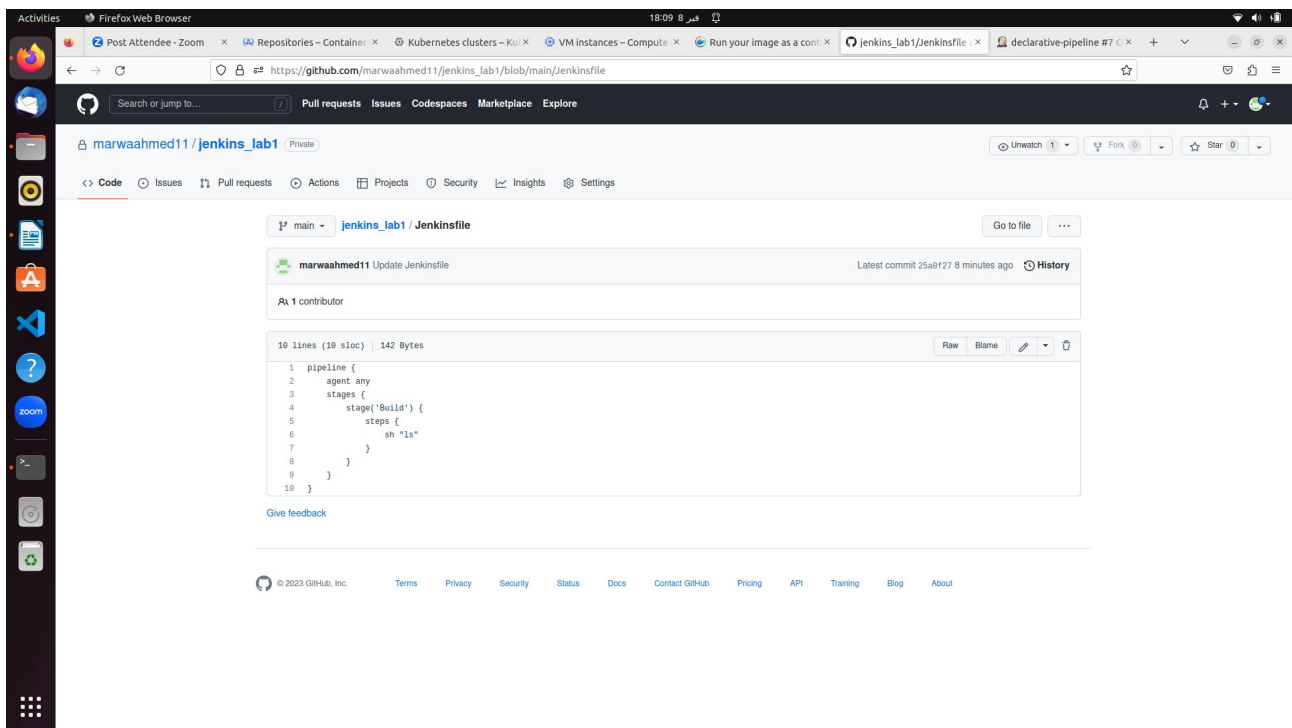 Activities Firefox Web Browser 18:09 8 فبر
Post Attendee - Zoom × Repositories – Container × Kubernetes clusters – Ku × VM instances – Compute × Run your image as a cont × jenkins_lab1/Jenkinsfile × declarative-pipeline #7 C ×
https://github.com/marwaahmed11/jenkins_lab1/blob/main/Jenkinsfile
Search or jump to... / Pull requests Issues Codespaces Marketplace Explore
marwaahmed11 / jenkins_lab1 Private Unwatch 1 Fork 0 Star 0
<> Code Issues Pull requests Actions Projects Security Insights Settings
main jenkins_lab1 / Jenkinsfile Go to file ...
marwaahmed11 Update Jenkinsfile Latest commit 25a0f27 8 minutes ago History
1 contributor
10 lines (10 sloc) 142 Bytes Raw Blame
1 pipeline {
2 agent any
3 stages {
4 stage('Build') {
5 steps {
6 sh "ls"
7 }
8 }
9 }
10 }
zoom
Give feedback
© 2023 GitHub, Inc. Terms Privacy Security Status Docs Contact GitHub Pricing API Training Blog About